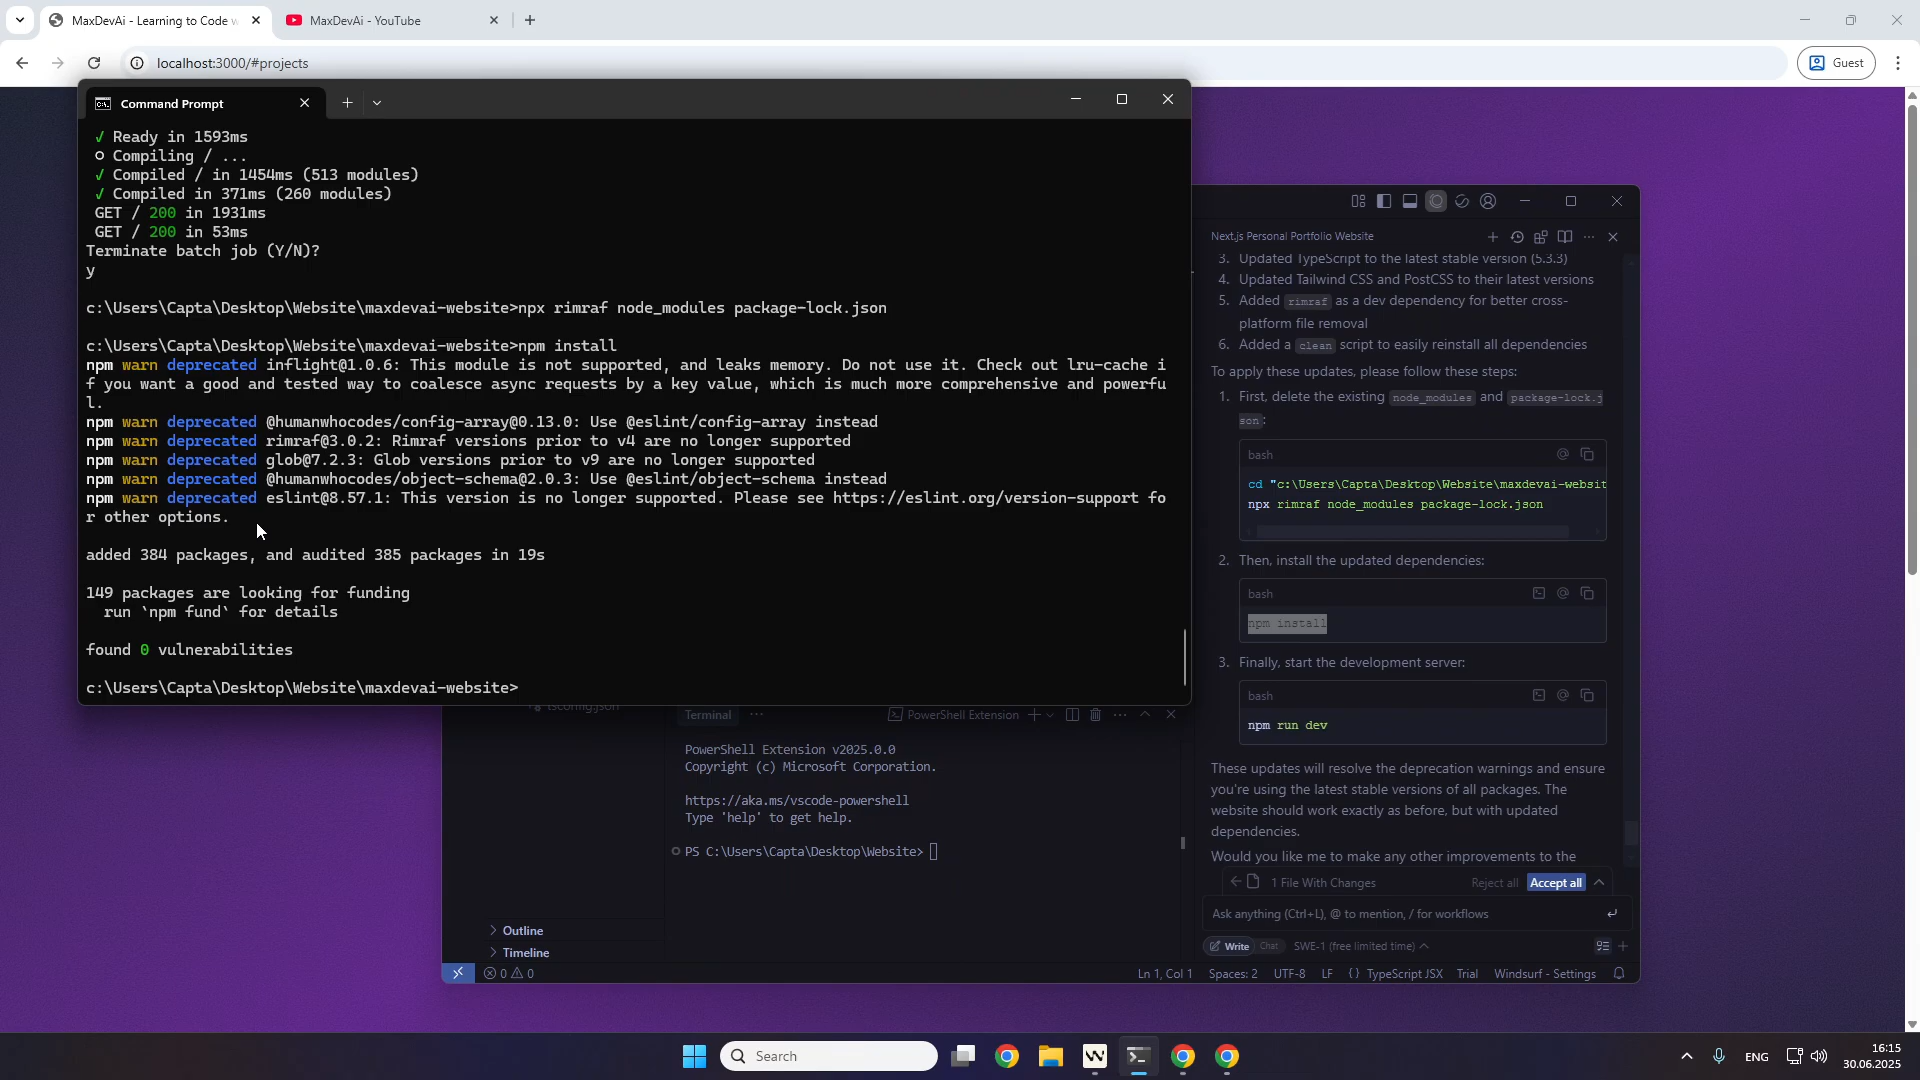 MaxDevAi - Learning to Code w
MaxDevAi - YouTube
localhost:3000/#projects
Guest
Command Prompt
√ Ready in 1593ms
○ Compiling / ...
√ Compiled / in 1454ms (513 modules)
√ Compiled in 371ms (260 modules)
GET / 200 in 1931ms
GET / 200 in 53ms
Terminate batch job (Y/N)?
y
c:\Users\Capta\Desktop\Website\maxdevai-website>npx rimraf node_modules package-lock.json
c:\Users\Capta\Desktop\Website\maxdevai-website>npm install
npm warn deprecated inflight@1.0.6: This module is not supported, and leaks memory. Do not use it. Check out lru-cache i
f you want a good and tested way to coalesce async requests by a key value, which is much more comprehensive and powerfu
l.
npm warn deprecated @humanwhocodes/config-array@0.13.0: Use @eslint/config-array instead
npm warn deprecated rimraf@3.0.2: Rimraf versions prior to v4 are no longer supported
npm warn deprecated glob@7.2.3: Glob versions prior to v9 are no longer supported
npm warn deprecated @humanwhocodes/object-schema@2.0.3: Use @eslint/object-schema instead
npm warn deprecated eslint@8.57.1: This version is no longer supported. Please see https://eslint.org/version-support fo
r other options.
added 384 packages, and audited 385 packages in 19s
149 packages are looking for funding
run `npm fund` for details
found 0 vulnerabilities
c:\Users\Capta\Desktop\Website\maxdevai-website>
Next.js Personal Portfolio Website
3. Updated TypeScript to the latest stable version (5.3.3)
4. Updated Tailwind CSS and PostCSS to their latest versions
5. Added rimraf as a dev dependency for better cross-
platform file removal
6. Added a clean script to easily reinstall all dependencies
To apply these updates, please follow these steps:
1. First, delete the existing node_modules and package-lock.j
son:
bash
cd "c:\Users\Capta\Desktop\Website\maxdevai-websit
npx rimraf node_modules package-lock.json
2. Then, install the updated dependencies:
bash
npm install
3. Finally, start the development server:
bash
npm run dev
These updates will resolve the deprecation warnings and ensure
you're using the latest stable versions of all packages. The
website should work exactly as before, but with updated
dependencies.
Would you like me to make any other improvements to the
1 File With Changes
Reject all
Accept all
Ask anything (Ctrl+L), @ to mention, / for workflows
Write
Chat
SWE-1 (free limited time)
tsconfig.json
Terminal
PowerShell Extension
PowerShell Extension v2025.0.0
Copyright (c) Microsoft Corporation.
https://aka.ms/vscode-powershell
Type 'help' to get help.
PS C:\Users\Capta\Desktop\Website>
Outline
Timeline
0 0
Ln 1, Col 1
Spaces: 2
UTF-8
LF
{ } TypeScript JSX
Trial
Windsurf - Settings
Search
ENG
16:15
30.06.2025